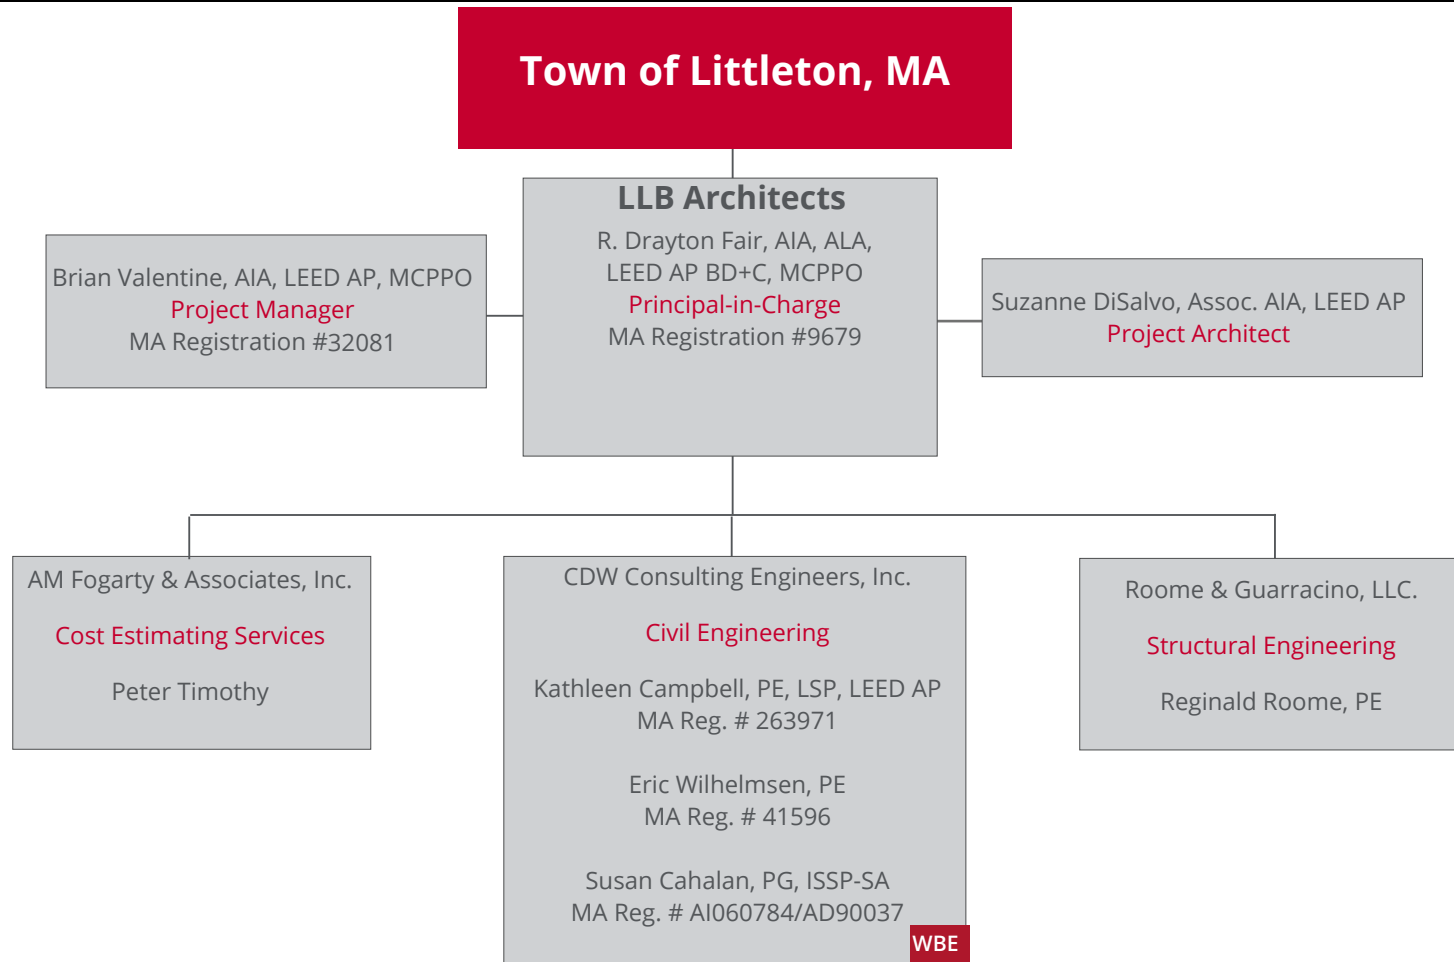 Town of Littleton, MA
LLB Architects
R. Drayton Fair, AIA, ALA,
LEED AP BD+C, MCPPO
Principal-in-Charge
MA Registration #9679
Brian Valentine, AIA, LEED AP, MCPPO
Project Manager
MA Registration #32081
Suzanne DiSalvo, Assoc. AIA, LEED AP
Project Architect
AM Fogarty & Associates, Inc.
Cost Estimating Services
Peter Timothy
CDW Consulting Engineers, Inc.
Civil Engineering
Kathleen Campbell, PE, LSP, LEED AP
MA Reg. # 263971
Eric Wilhelmsen, PE
MA Reg. # 41596
Susan Cahalan, PG, ISSP-SA
MA Reg. # AI060784/AD90037
WBE
Roome & Guarracino, LLC.
Structural Engineering
Reginald Roome, PE